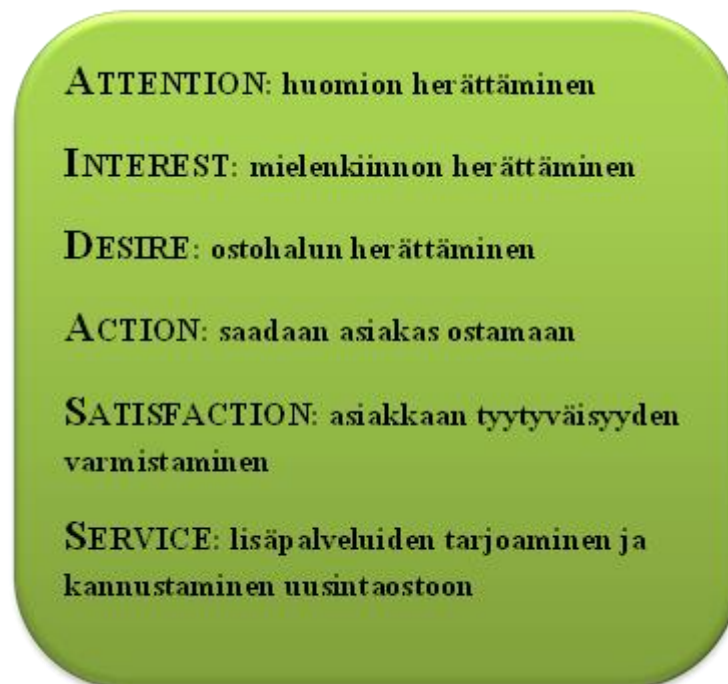 ATTENTION: huomion herättäminen
INTEREST: mielenkiinnon herättäminen
DESIRE: ostohalun herättäminen
ACTION: saadaan asiakas ostamaan
SATISFACTION: asiakkaan tyytyväisyyden
varmistaminen
SERVICE: lisäpalveluiden tarjoaminen ja
kannustaminen uusintaostoon